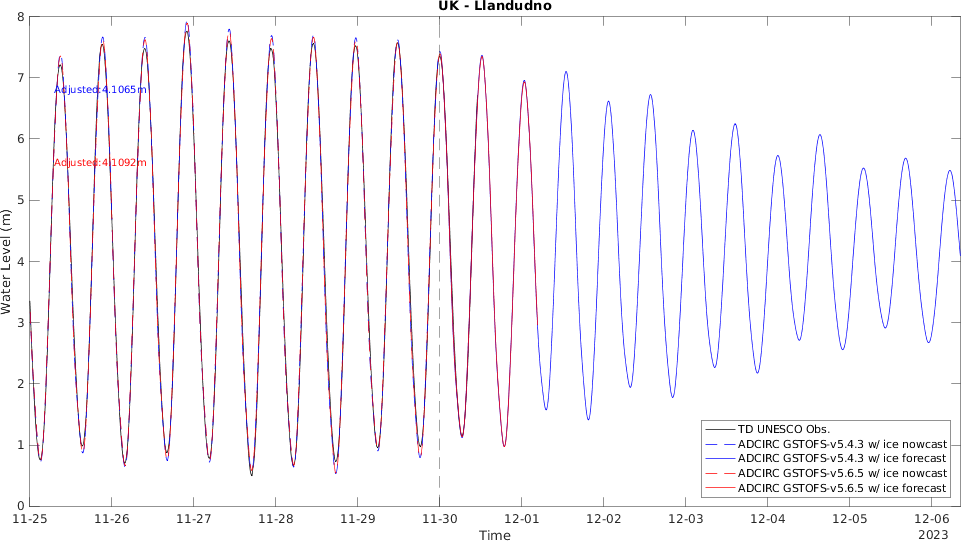 UK - Llandudno
8
7
6
5
4
3
2
1
0
Water Level (m)
Adjusted:4.1065m
Adjusted:4.1092m
TD UNESCO Obs.
ADCIRC GSTOFS-v5.4.3 w/ ice nowcast
ADCIRC GSTOFS-v5.4.3 w/ ice forecast
ADCIRC GSTOFS-v5.6.5 w/ ice nowcast
ADCIRC GSTOFS-v5.6.5 w/ ice forecast
11-25 11-26 11-27 11-28 11-29 11-30 12-01 12-02 12-03 12-04 12-05 12-06
2023
Time